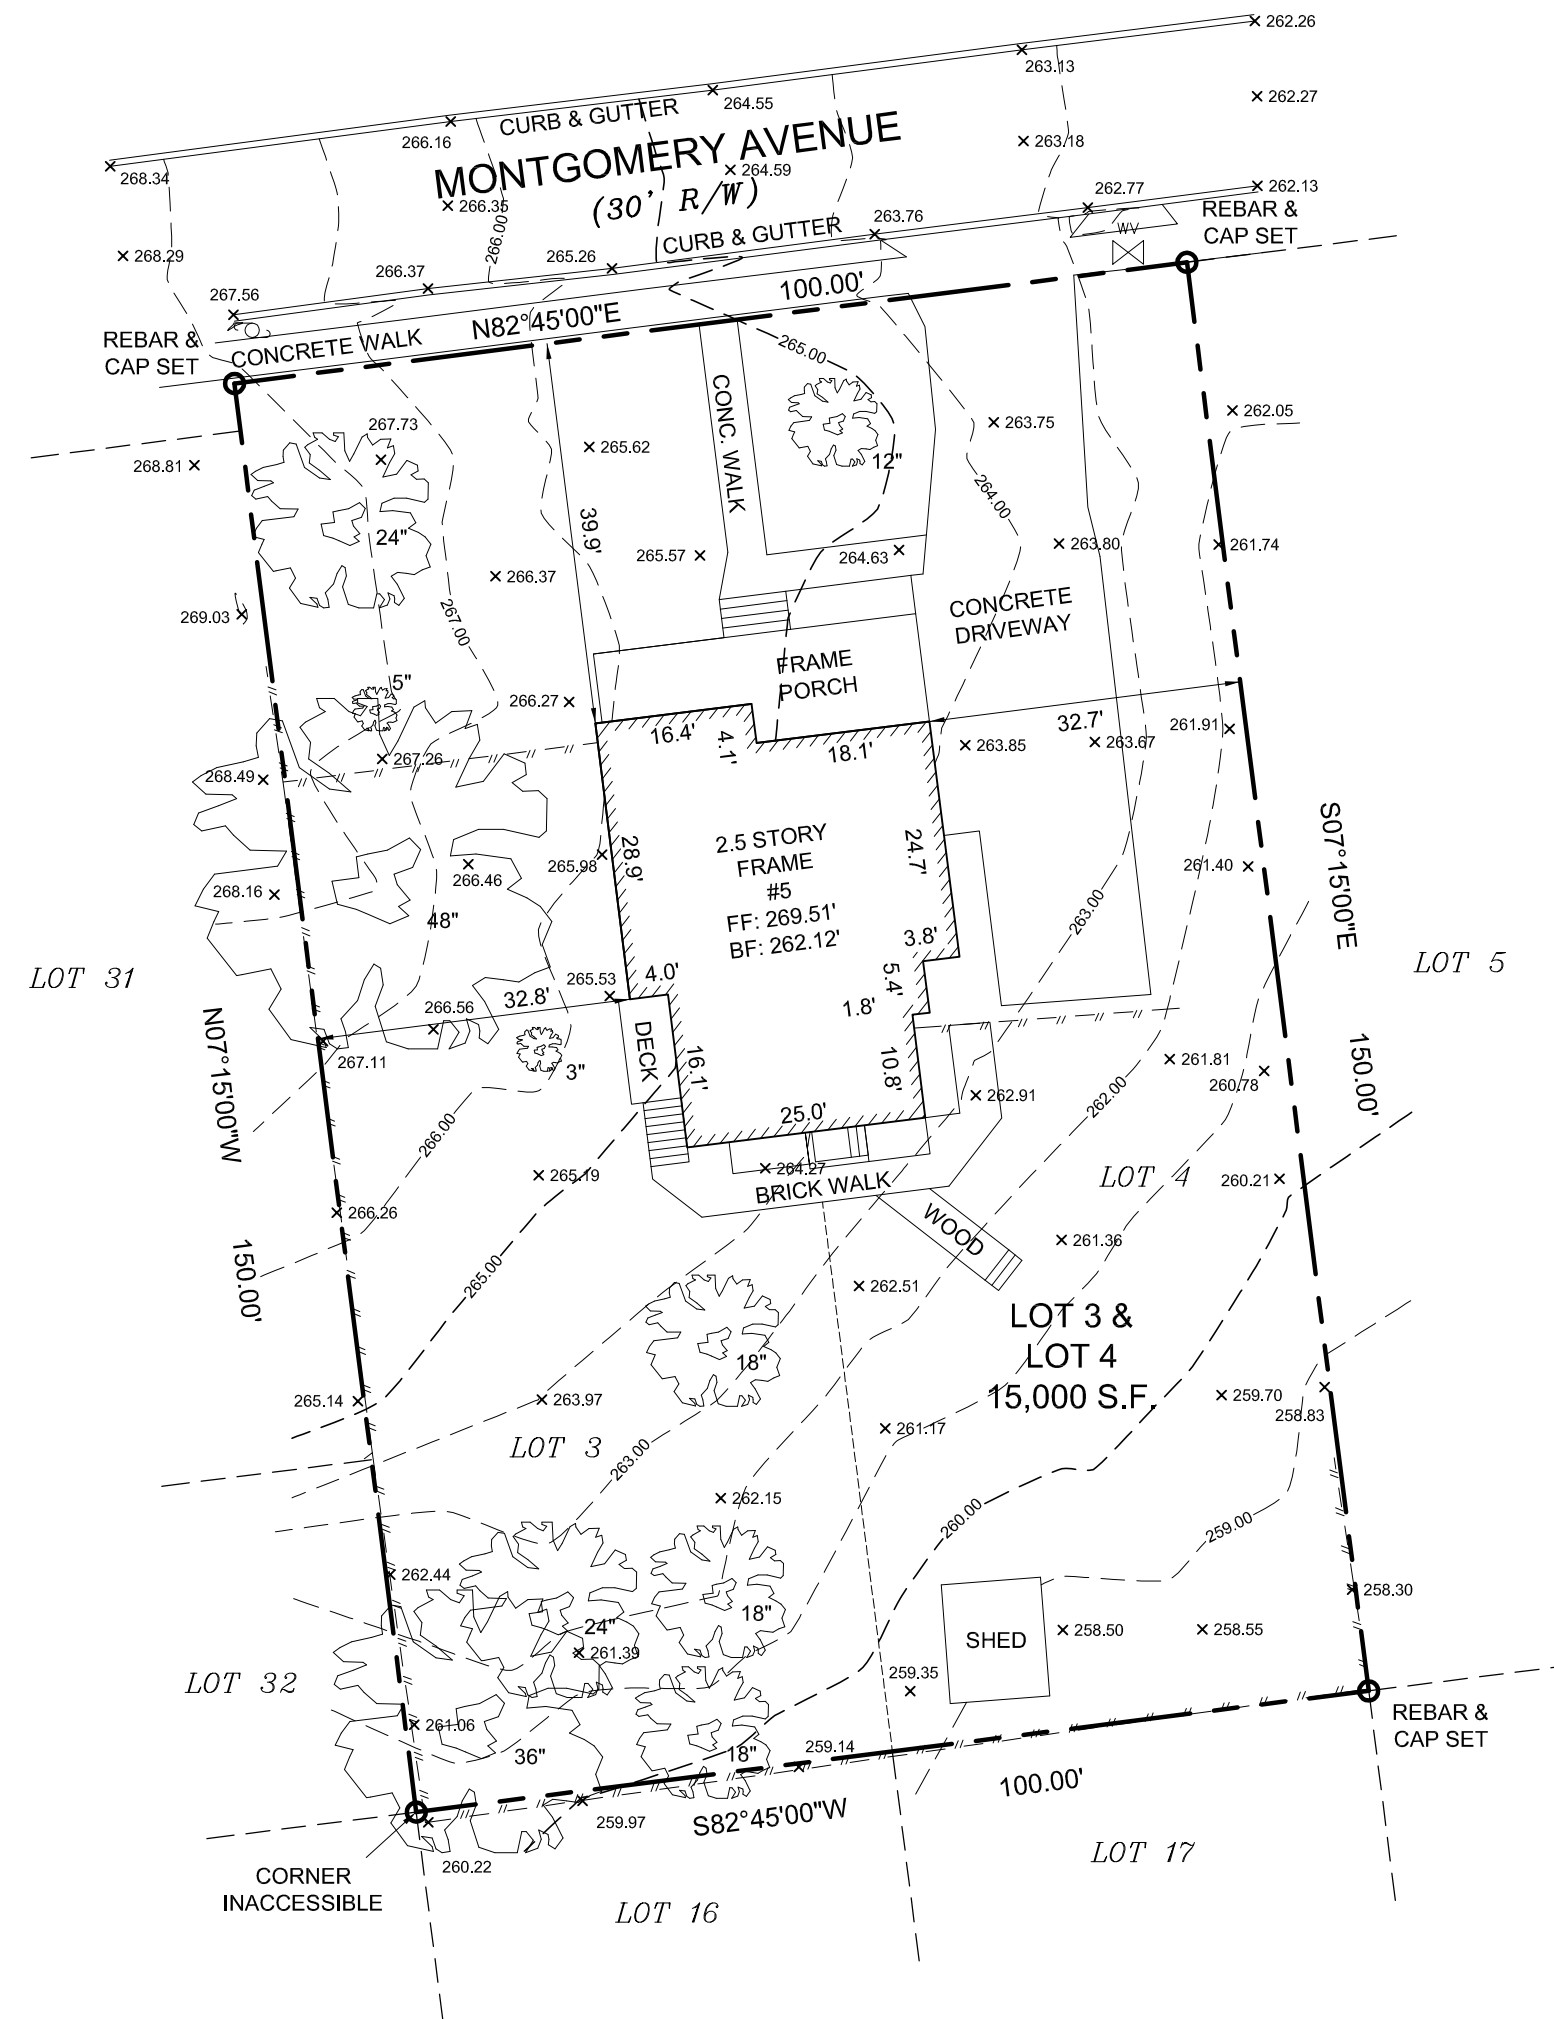 262.26
263.13
264.55
CURB & GUTTER
266.16
262.27
MONTGOMERY AVENUE
268.34
264.59
263.18
(30' R/W)
266.35
266.00
262.77
262.13
REBAR &
CAP SET
WV
263.76
CURB & GUTTER
268.29
265.26
266.37
267.56
100.00'
N82°45'00"E
REBAR &
CAP SET
CONCRETE WALK
265.00
CONC. WALK
262.05
263.75
267.73
265.62
268.81
12"
264.00
24"
39.9'
265.57
264.63
263.80
261.74
266.37
CONCRETE
DRIVEWAY
269.03
267.00
FRAME
PORCH
5"
266.27
16.4'
4.1'
18.1'
32.7'
261.91
263.85
263.67
267.26
268.49
2.5 STORY
FRAME
#5
FF: 269.51'
BF: 262.12'
28.9'
24.7'
S07°15'00"E
265.98
266.46
261.40
268.16
48"
263.00
3.8'
5.4'
LOT 31
LOT 5
265.53
4.0'
32.8'
1.8'
266.56
N07°15'00"W
DECK
267.11
3"
16.1'
10.8'
261.81
260.78
150.00'
262.91
262.00
25.0'
266.00
265.19
264.27
BRICK WALK
LOT 4
260.21
266.26
WOOD
261.36
150.00'
265.00
262.51
LOT 3 &
LOT 4
15,000 S.F.
18"
265.14
263.97
259.70
258.83
261.17
LOT 3
263.00
262.15
260.00
259.00
262.44
258.30
24"
18"
SHED
258.50
258.55
261.39
LOT 32
259.35
261.06
REBAR &
CAP SET
36"
18"
259.14
100.00'
259.97
S82°45'00"W
260.22
LOT 17
CORNER
INACCESSIBLE
LOT 16